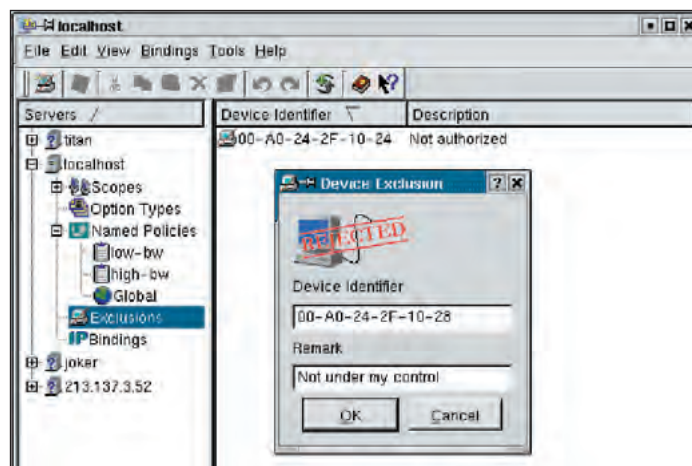 localhost
File Edit View Bindings Tools Help
Servers
Device Identifier
Description
titan
localhost
Scopes
Option Types
Named Policies
low-bw
high-bw
Global
Exclusions
IP Bindings
joker
213.137.3.52
00-A0-24-2F-10-24 Not authorized
Device Exclusion
REJECTED
Device Identifier
00-A0-24-2F-10-28
Remark
Not under my control
OK Cancel